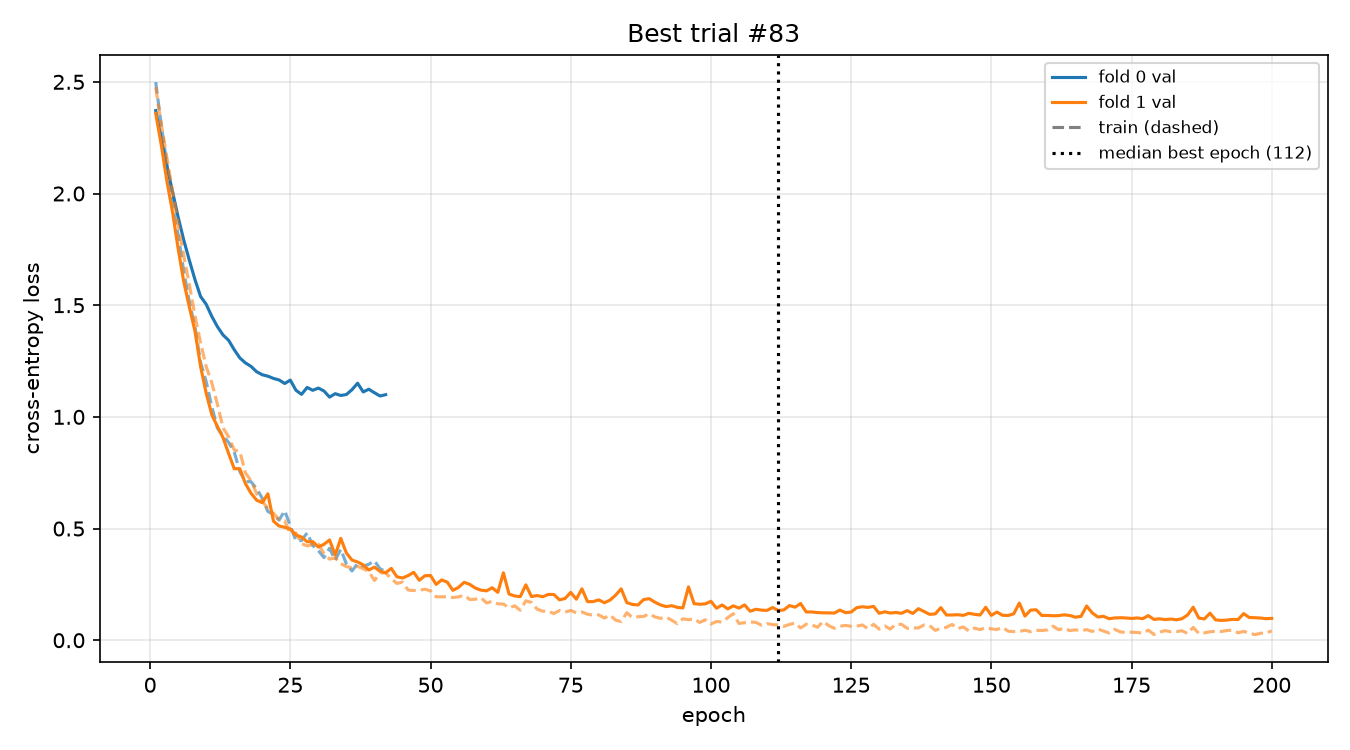 Best trial #83
fold 0 val
fold 1 val
train (dashed)
median best epoch (112)
cross-entropy loss
2.5
2.0
1.5
1.0
0.5
0.0
0 25 50 75 100 125 150 175 200
epoch